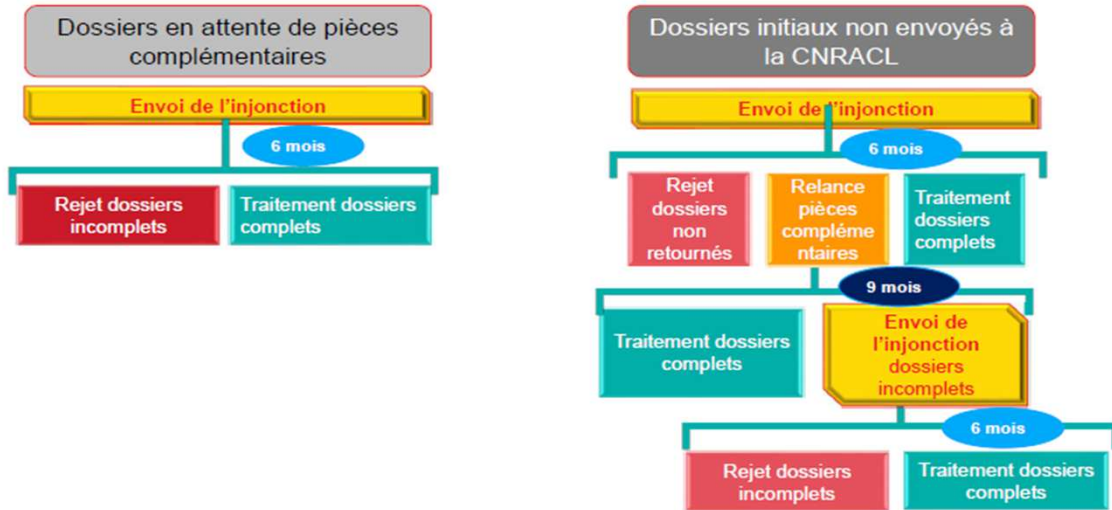 Dossiers en attente de pièces
complémentaires
Envoi de l'injonction
6 mois
Rejet dossiers
incomplets
Traitement dossiers
complets
Dossiers initiaux non envoyés à
la CNRACL
Envoi de l'injonction
6 mois
Rejet
dossiers
non
retournés
Relance
pièces
compléme
ntaires
Traitement
dossiers
complets
9 mois
Traitement dossiers
complets
Envoi de
l'injonction
dossiers
incomplets
6 mois
Rejet dossiers
incomplets
Traitement dossiers
complets